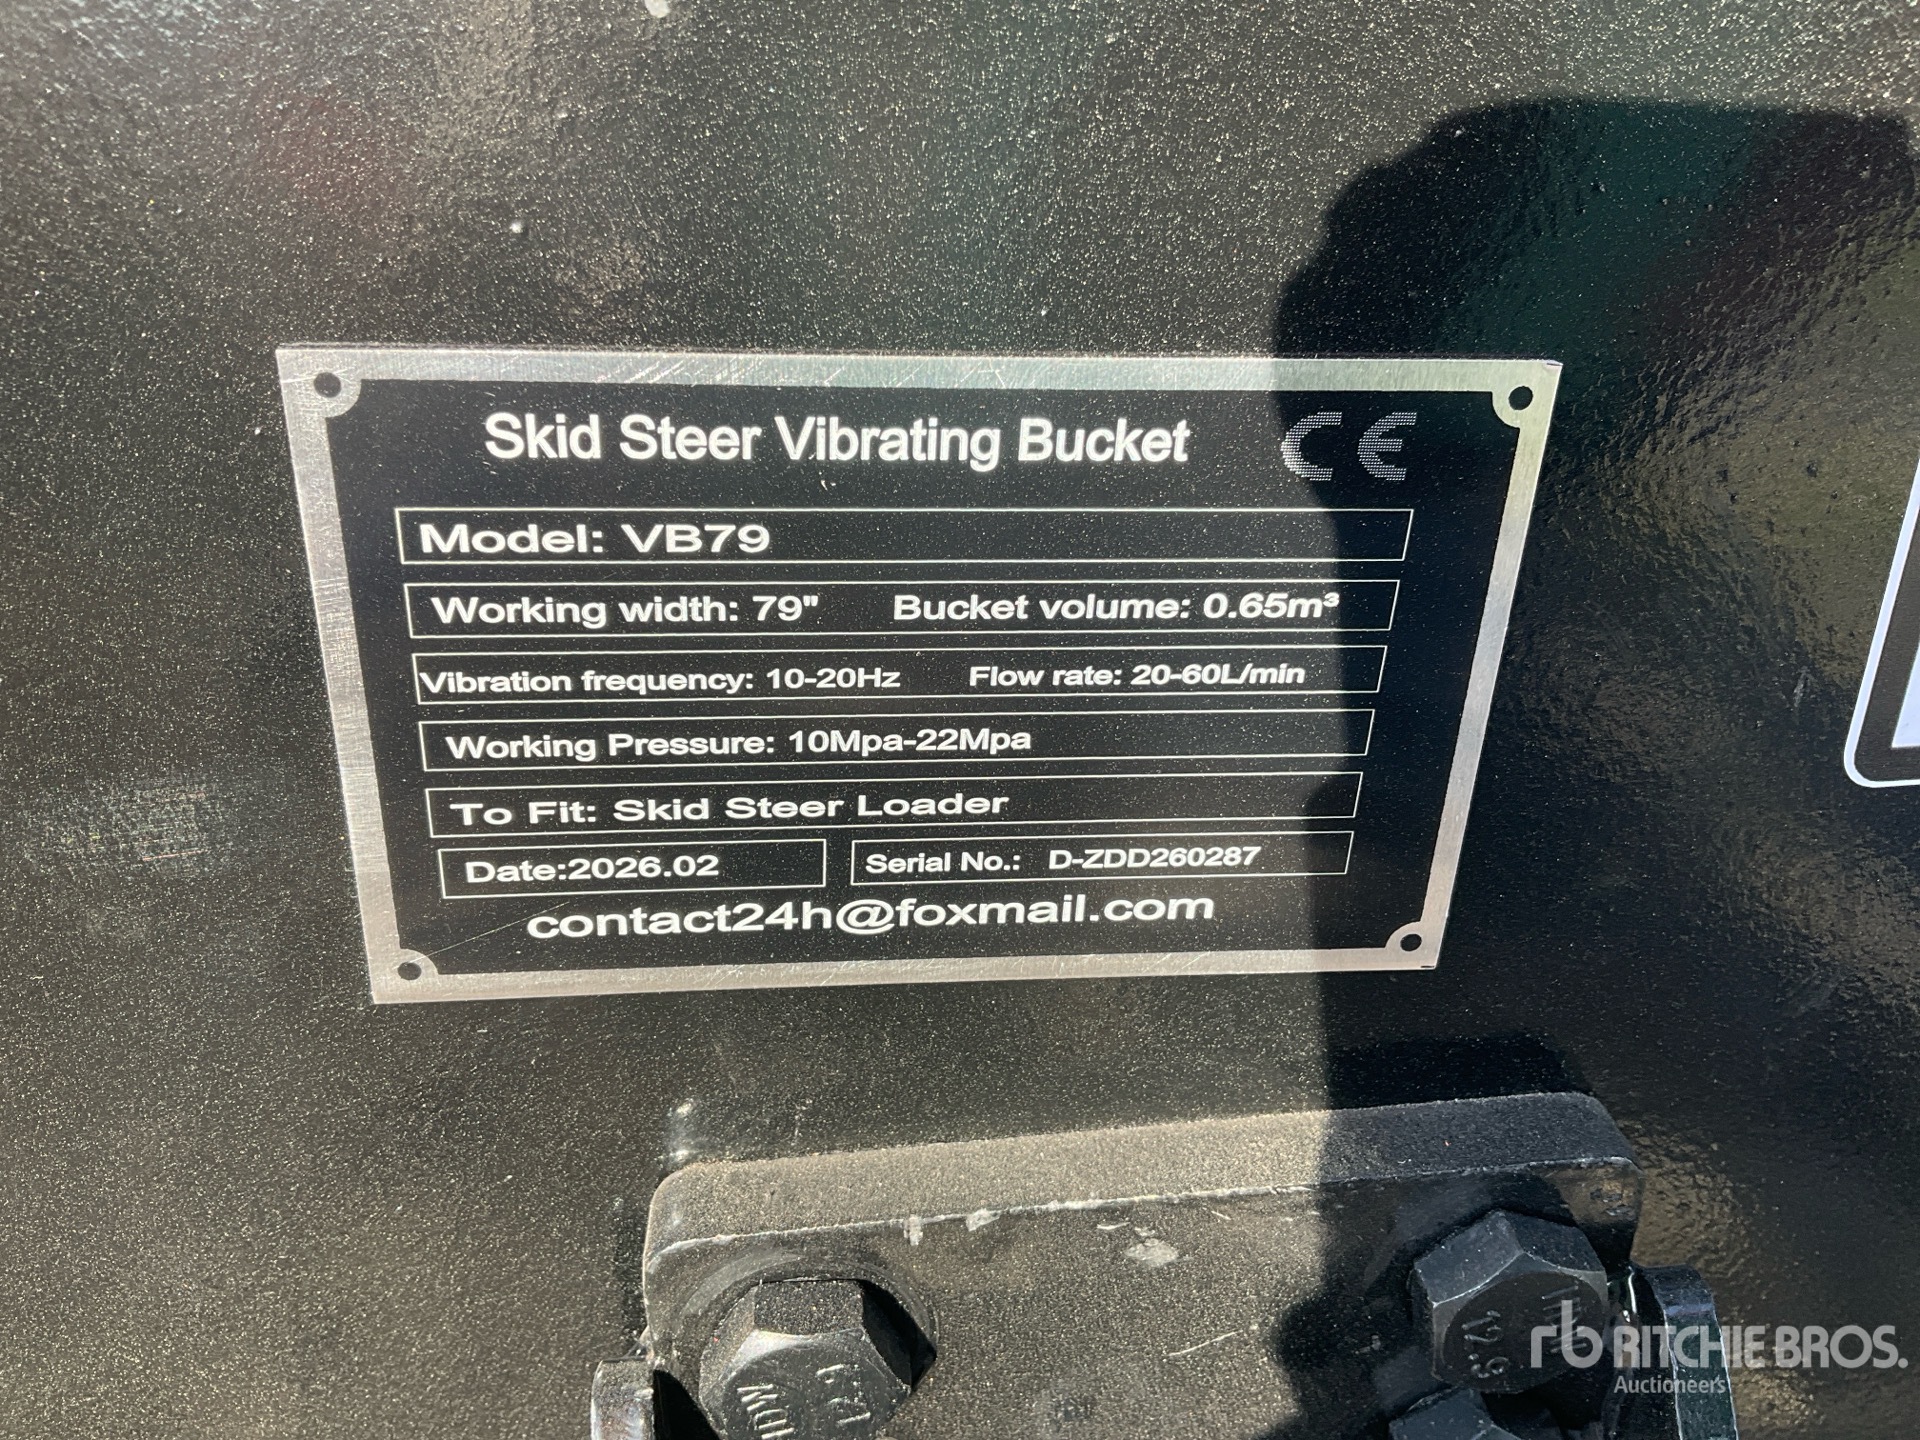 Skid Steer Vibrating Bucket CE
Model: VB79
Working width: 79" Bucket volume: 0.65m³
Vibration frequency: 10-20Hz Flow rate: 20-60L/min
Working Pressure: 10Mpa-22Mpa
To Fit: Skid Steer Loader
Date:2026.02 Serial No.: D-ZDD260287
contact24h@foxmail.com
12.9
12.9
rb RITCHIE BROS.
Auctioneers